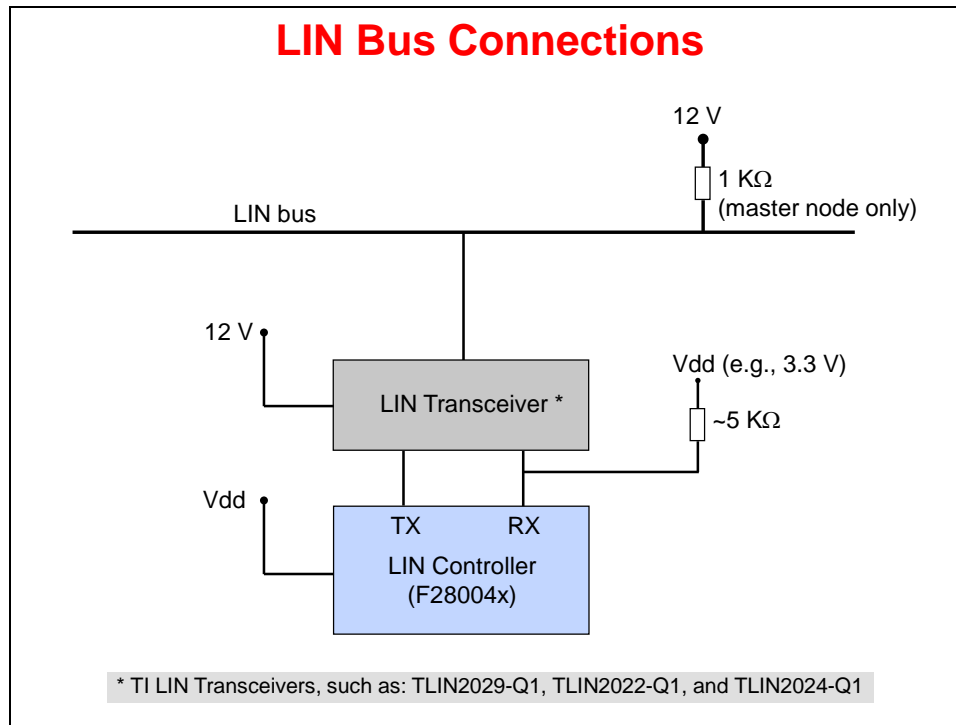 LIN Bus Connections
12 V
1 KΩ
(master node only)
LIN bus
12 V
LIN Transceiver *
Vdd (e.g., 3.3 V)
~5 KΩ
Vdd
TX RX
LIN Controller
(F28004x)
* TI LIN Transceivers, such as: TLIN2029-Q1, TLIN2022-Q1, and TLIN2024-Q1